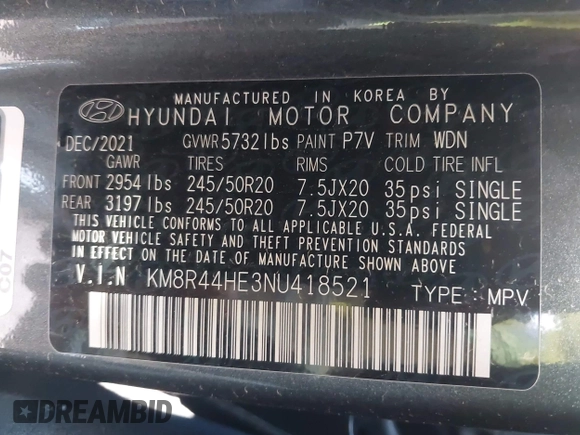 MANUFACTURED IN KOREA BY
HYUNDAI MOTOR COMPANY
DEC/2021 GVWR 5732 lbs PAINT P7V TRIM WDN
GAWR TIRES RIMS COLD TIRE INFL
FRONT 2954 lbs 245/50R20 7.5JX20 35psi SINGLE
REAR 3197 lbs 245/50R20 7.5JX20 35psi SINGLE
THIS VEHICLE CONFORMS TO ALL APPLICABLE U.S.A. FEDERAL
MOTOR VEHICLE SAFETY AND THEFT PREVENTION STANDARDS
IN EFFECT ON THE DATE OF MANUFACTURE SHOWN ABOVE
V.I.N KM8R44HE3NU418521 TYPE : MPV
C07
DREAMBID